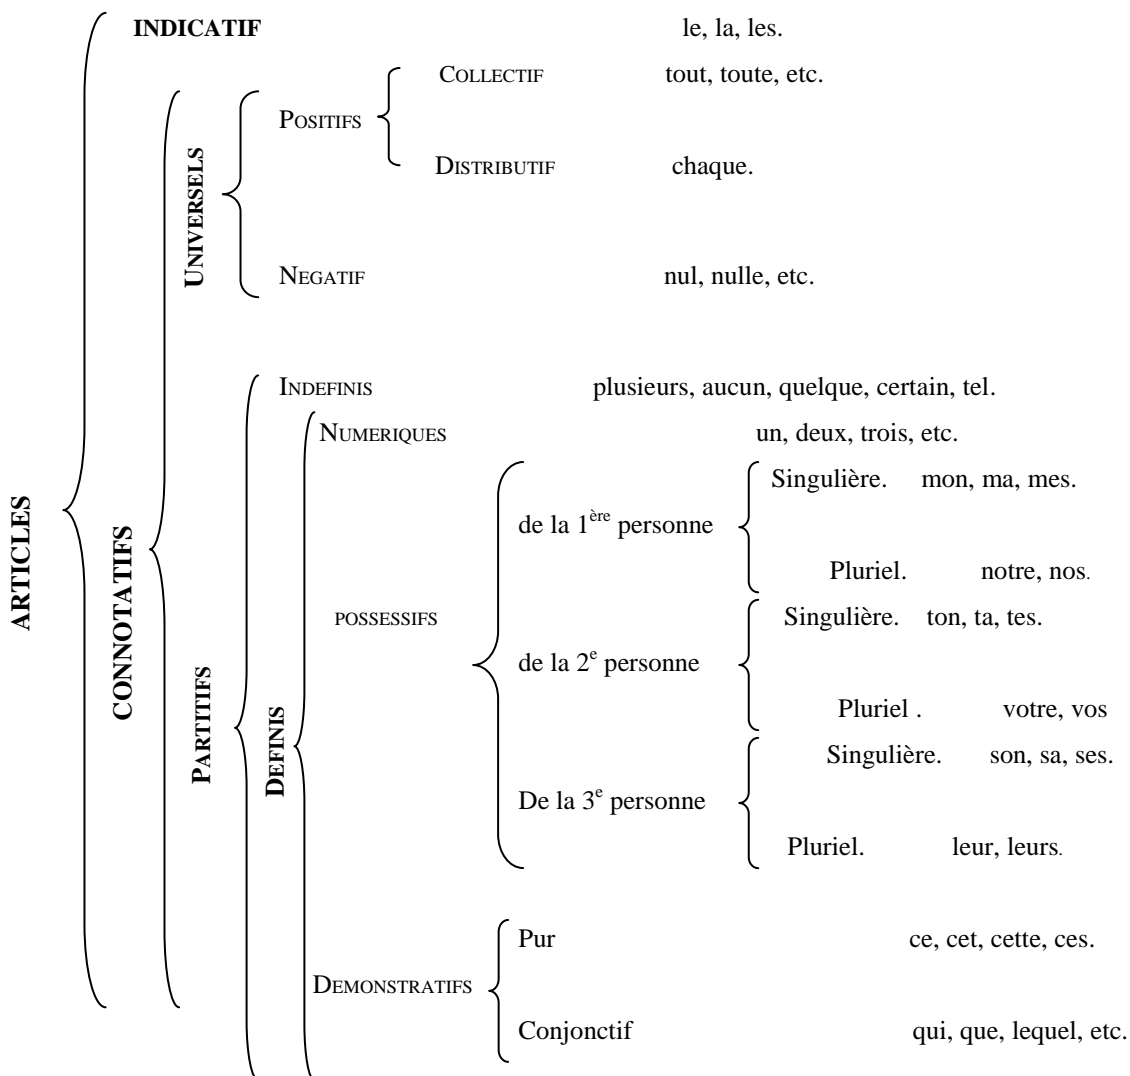 INDICATIF le, la, les.
COLLECTIF tout, toute, etc.
POSITIFS
DISTRIBUTIF chaque.
UNIVERSELS
NEGATIF nul, nulle, etc.
INDEFINIS plusieurs, aucun, quelque, certain, tel.
NUMERIQUES un, deux, trois, etc.
Singulière. mon, ma, mes.
de la 1ère personne
Pluriel. notre, nos.
ARTICLES
CONNOTATIFS
POSSESSIFS
Singulière. ton, ta, tes.
de la 2e personne
Pluriel . votre, vos
PARTITIFS
DEFINIS
Singulière. son, sa, ses.
De la 3e personne
Pluriel. leur, leurs.
Pur ce, cet, cette, ces.
DEMONSTRATIFS
Conjonctif qui, que, lequel, etc.